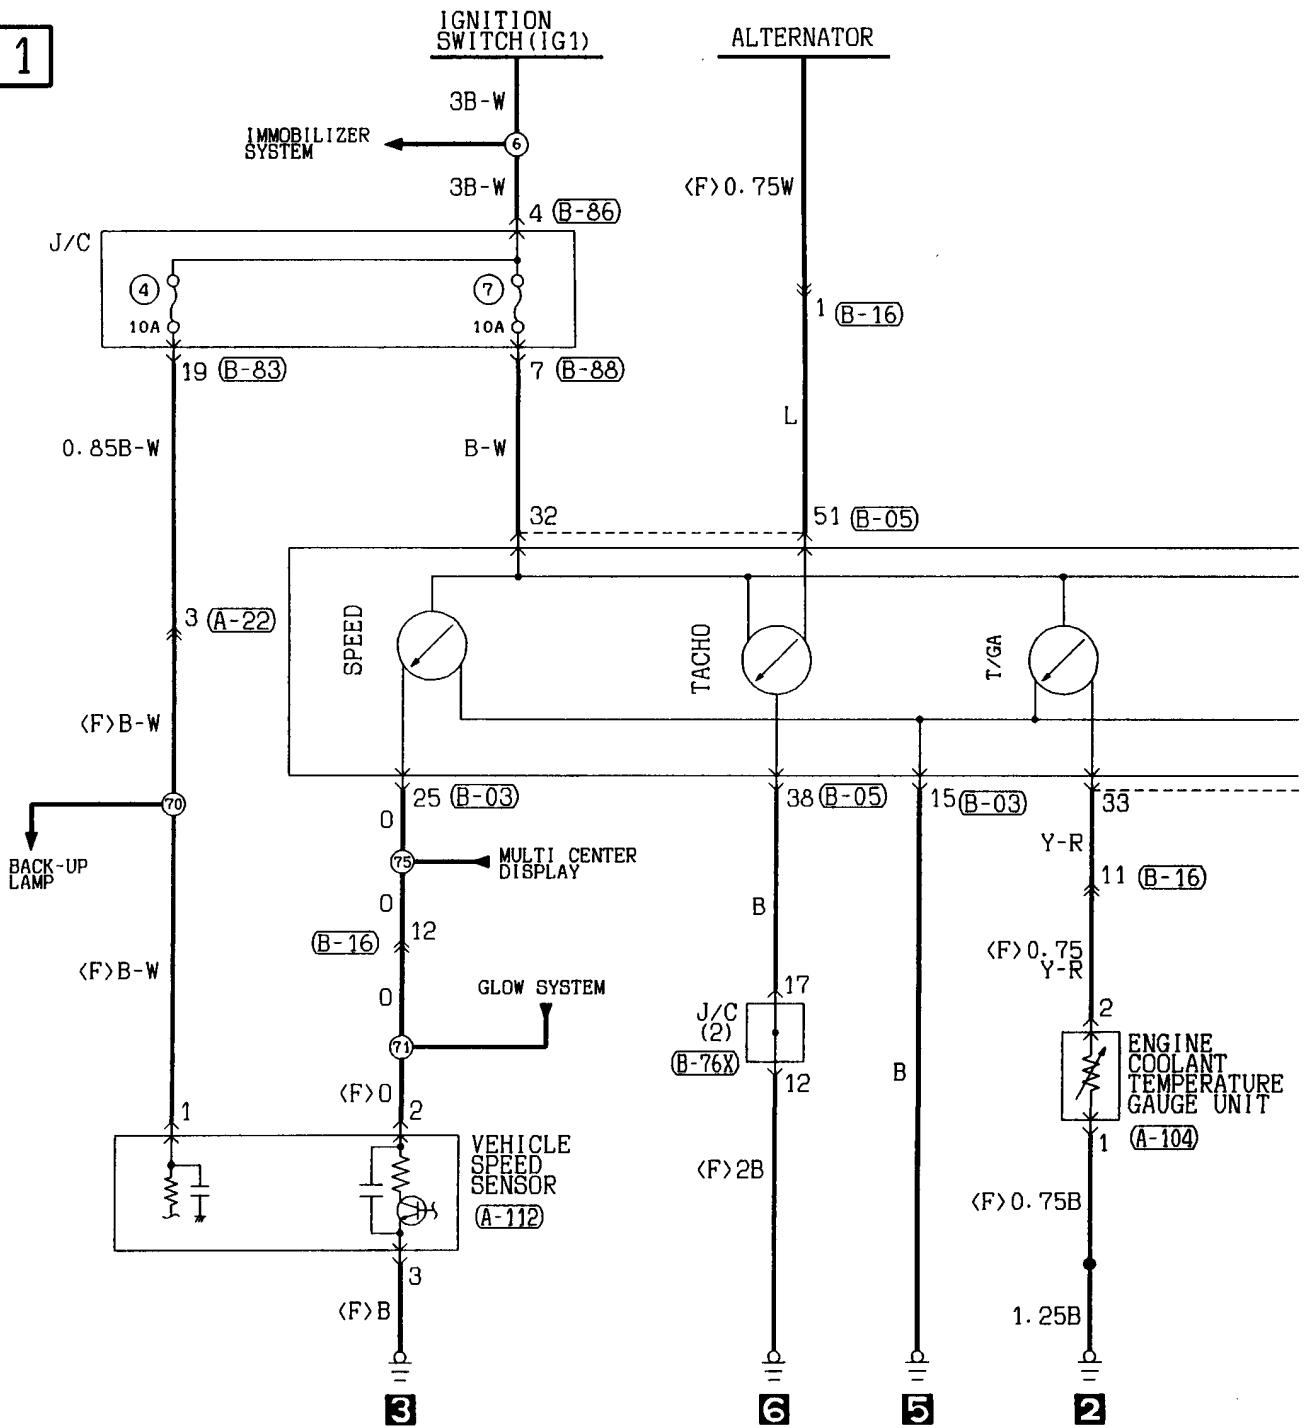 1
IGNITION
SWITCH(IG1)
ALTERNATOR
3B-W
IMMOBILIZER
SYSTEM
6
3B-W
<F>0.75W
4 (B-86)
J/C
4
7
10A
10A
1 (B-16)
19 (B-83)
7 (B-88)
L
0.85B-W
B-W
32
51 (B-05)
3 (A-22)
SPEED
TACHO
T/GA
<F>B-W
70
25 (B-03)
38 (B-05)
15 (B-03)
33
O
Y-R
BACK-UP
LAMP
75
MULTI CENTER
DISPLAY
11 (B-16)
O
B
(B-16)
12
<F>0.75
Y-R
<F>B-W
GLOW SYSTEM
O
17
J/C
(2)
2
71
(B-76X)
12
B
ENGINE
COOLANT
TEMPERATURE
GAUGE UNIT
(A-104)
<F>O
1
2
1
VEHICLE
SPEED
SENSOR
(A-112)
<F>2B
<F>0.75B
3
<F>B
1.25B
3
6
5
2